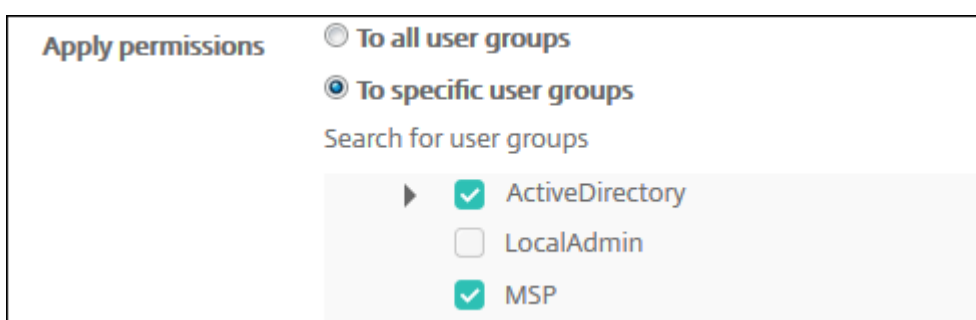 Apply permissions
To all user groups
To specific user groups
Search for user groups
ActiveDirectory
LocalAdmin
MSP